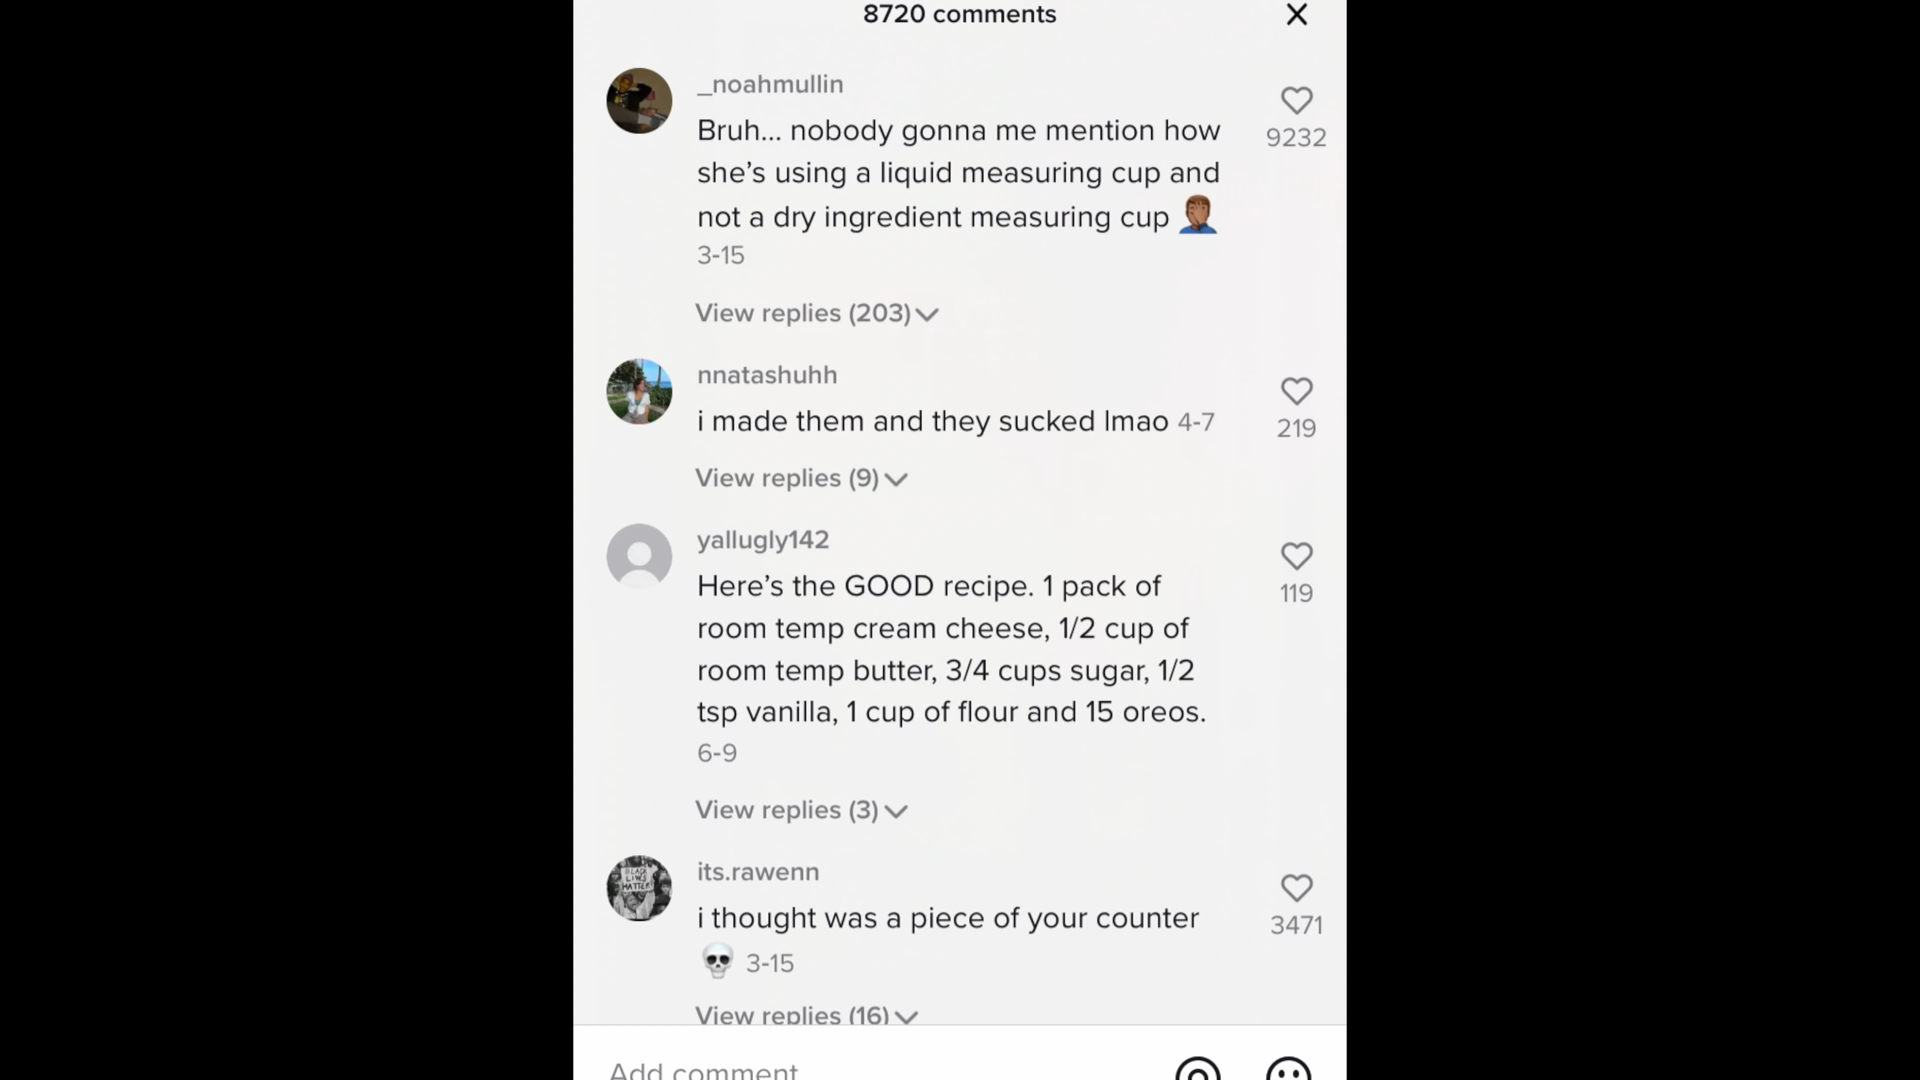 8720 comments
_noahmullin
Bruh... nobody gonna me mention how
she's using a liquid measuring cup and
not a dry ingredient measuring cup 🤦🏾‍♂️
9232
3-15
View replies (203)
nnatashuhh
i made them and they sucked lmao 4-7
219
View replies (9)
yallugly142
Here's the GOOD recipe. 1 pack of
room temp cream cheese, 1/2 cup of
room temp butter, 3/4 cups sugar, 1/2
tsp vanilla, 1 cup of flour and 15 oreos.
119
6-9
View replies (3)
BLACK
LIVES
MATTER
its.rawenn
i thought was a piece of your counter
💀 3-15
3471
View replies (16)
Add comment